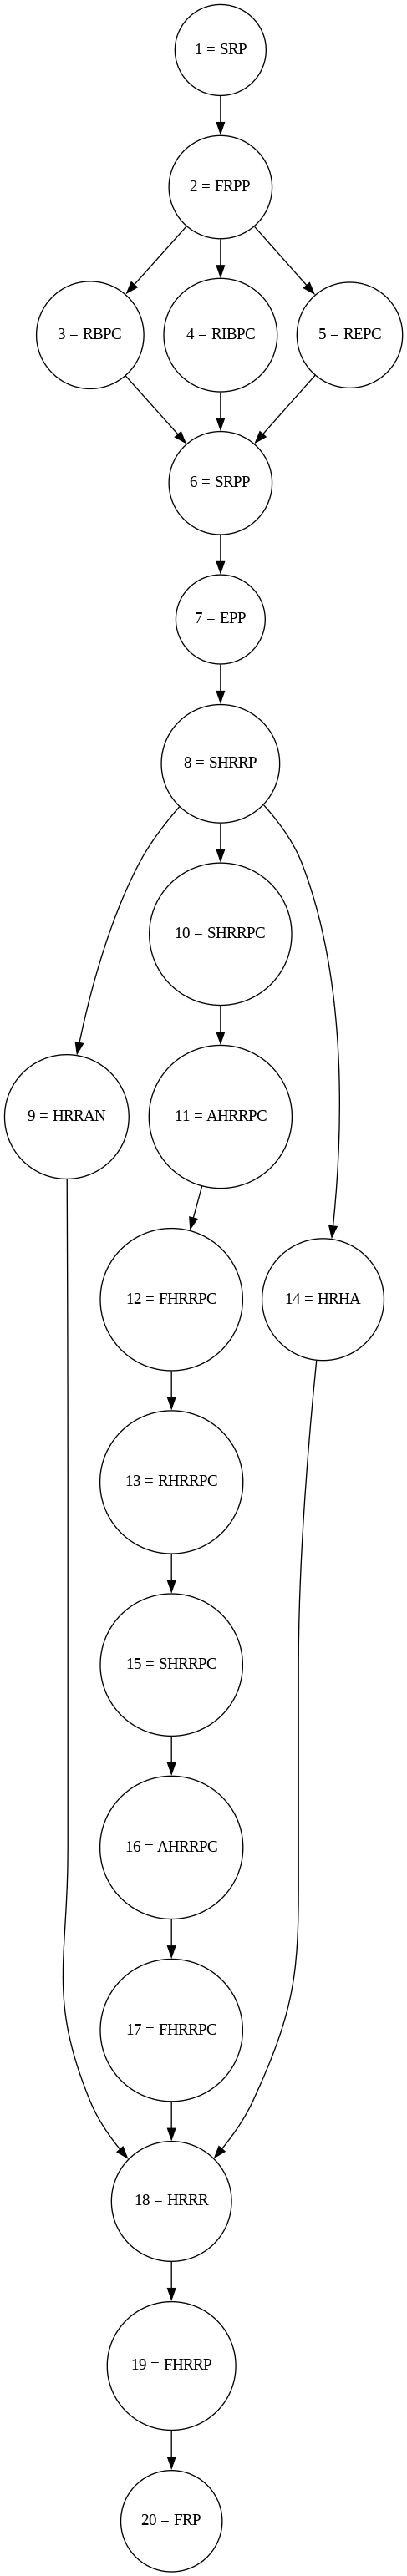 1 = SRP
2 = FRPP
3 = RBPC
4 = RIBPC
5 = REPC
6 = SRPP
7 = EPP
8 = SHRRP
10 = SHRRPC
9 = HRRAN
11 = AHRRPC
12 = FHRRPC
14 = HRHA
13 = RHRRPC
15 = SHRRPC
16 = AHRRPC
17 = FHRRPC
18 = HRRR
19 = FHRRP
20 = FRP